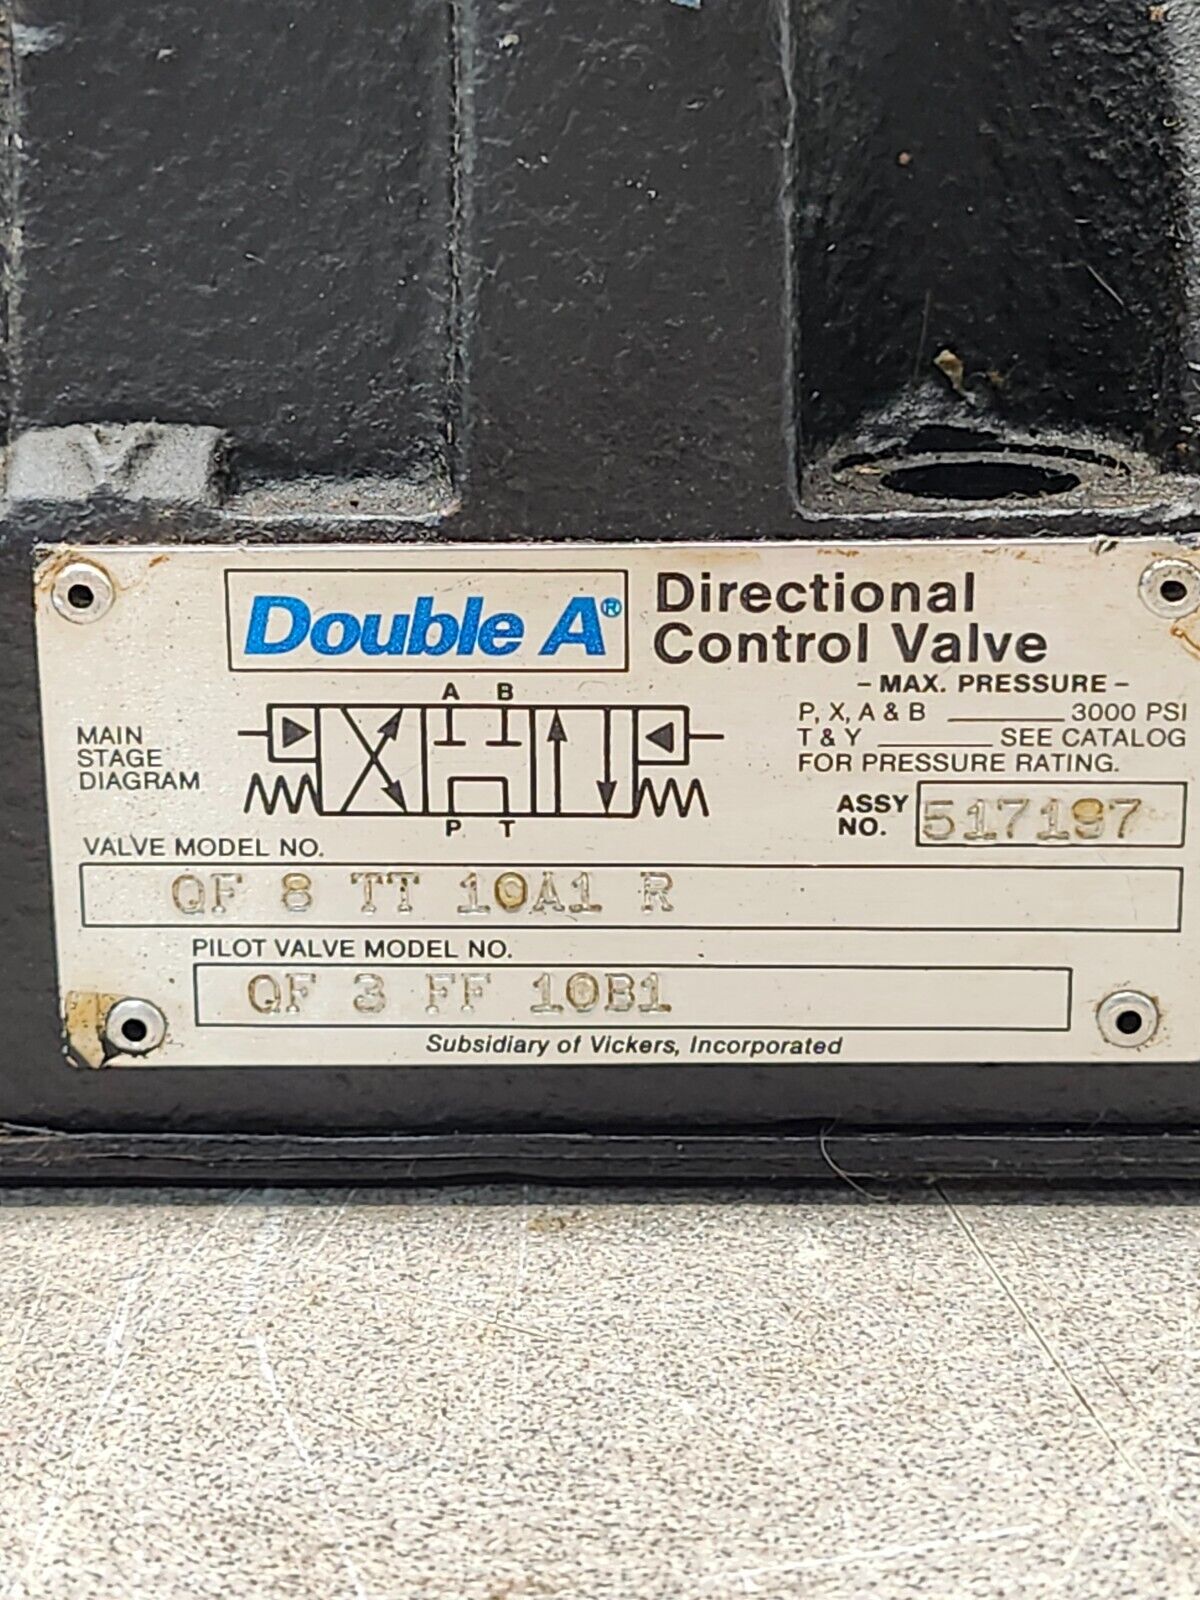 Double A®
Directional
Control Valve
- MAX. PRESSURE -
P, X, A & B ________ 3000 PSI
T & Y ________ SEE CATALOG
FOR PRESSURE RATING.
A B
MAIN
STAGE
DIAGRAM
P T
ASSY
NO. 517197
VALVE MODEL NO.
QF 8 TT 10A1 R
PILOT VALVE MODEL NO.
QF 3 FF 10B1
Subsidiary of Vickers, Incorporated